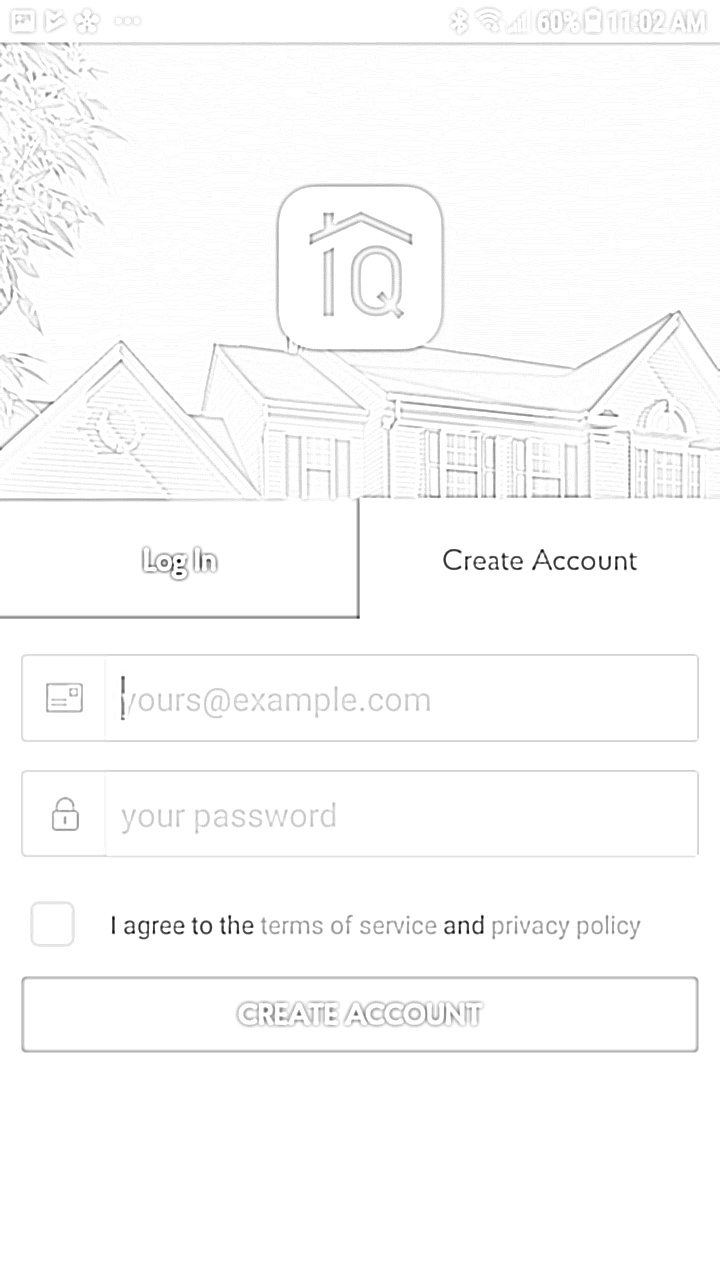 60% 11:02 AM
IQ
Log In
Create Account
yours@example.com
your password
I agree to the terms of service and privacy policy
CREATE ACCOUNT